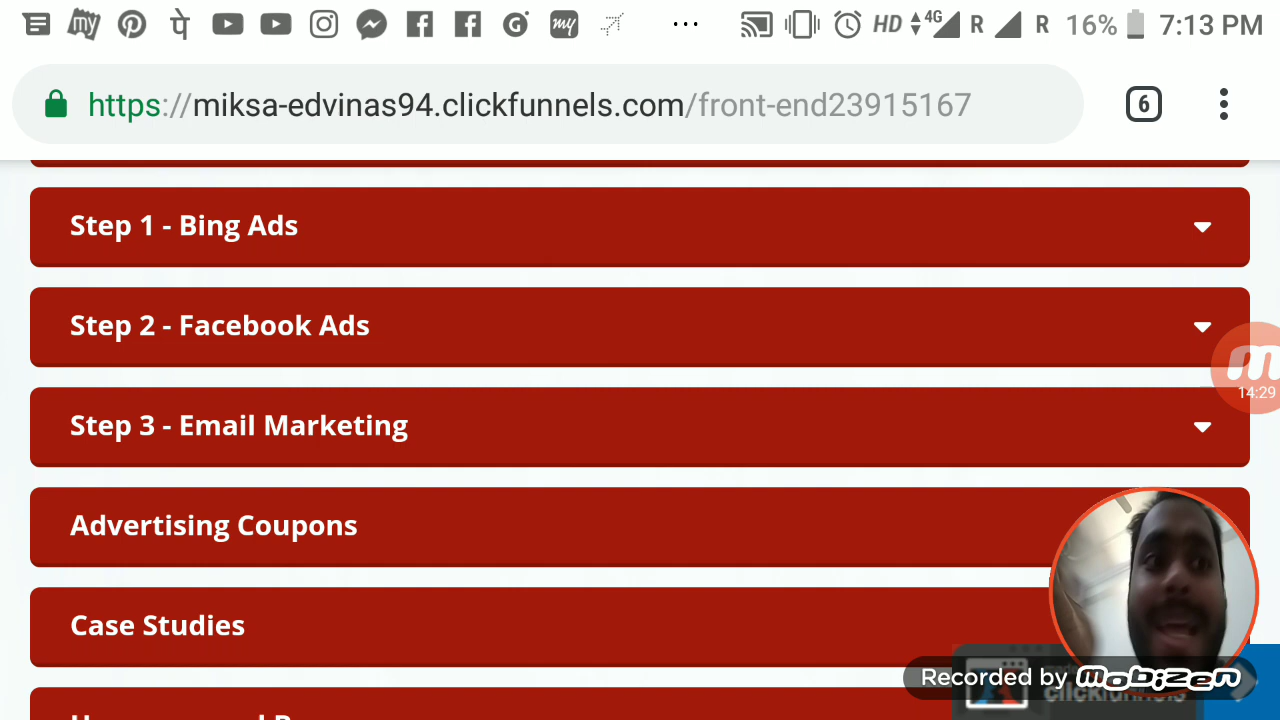 HD 4G R R 16% 7:13 PM
https://miksa-edvinas94.clickfunnels.com/front-end23915167
6
Step 1 - Bing Ads
Step 2 - Facebook Ads
14:29
Step 3 - Email Marketing
Advertising Coupons
Case Studies
Recorded by mobizen
clickfunnels